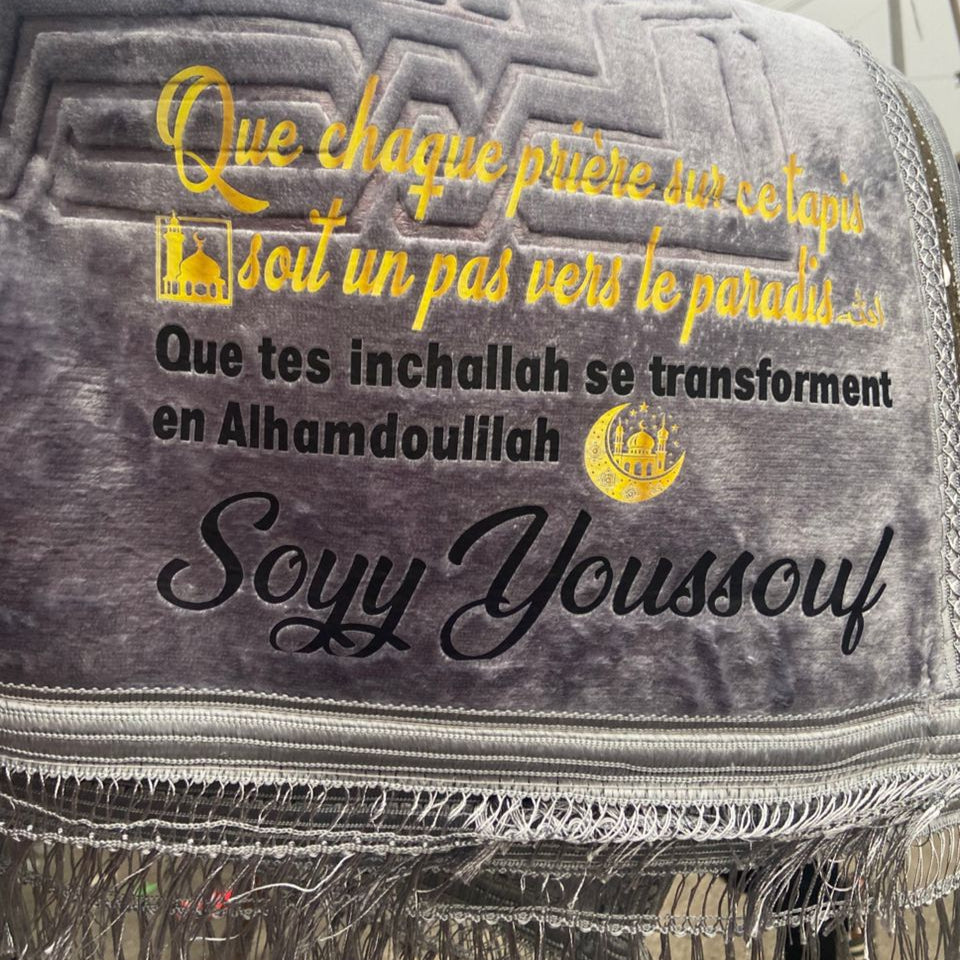 Que chaque prière sur ce tapis
soit un pas vers le paradis
Que tes inchallah se transforment
en Alhamdoulilah
Soyy Youssouf